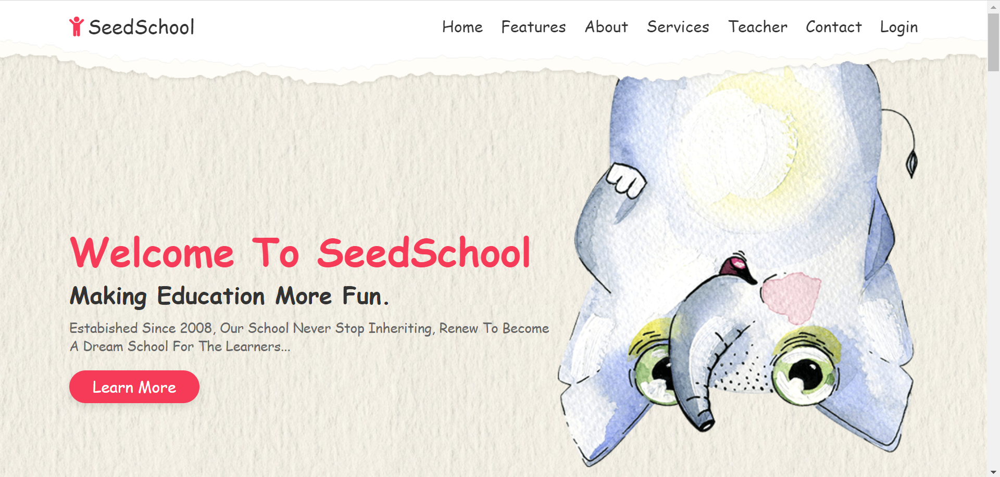 SeedSchool
Home Features About Services Teacher Contact Login
Welcome To SeedSchool
Making Education More Fun.
Estabished Since 2008, Our School Never Stop Inheriting, Renew To Become
A Dream School For The Learners...
Learn More